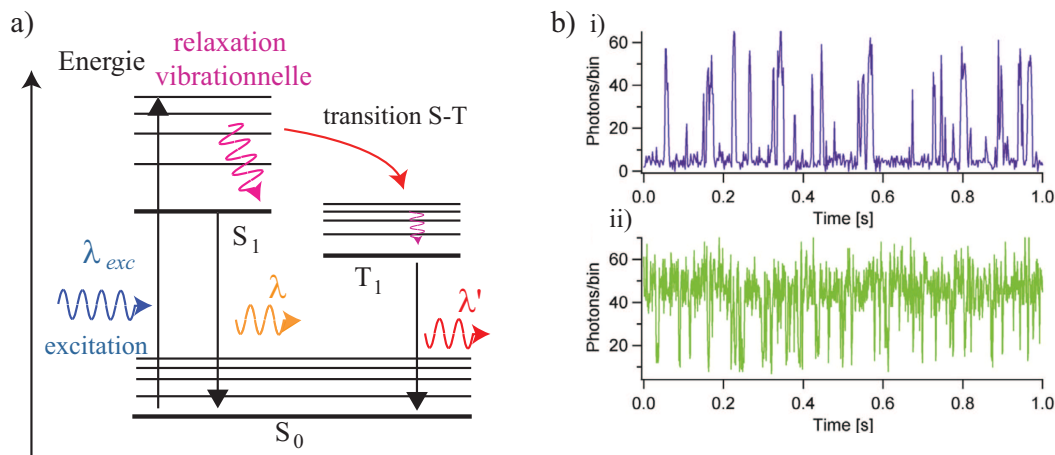 a)
Energie
relaxation
vibrationnelle
transition S-T
S1
T1
λ exc
excitation
λ
λ'
S0
b)
i)
Photons/bin
60
40
20
0
0.0 0.2 0.4 0.6 0.8 1.0
Time [s]
ii)
Photons/bin
60
40
20
0.0 0.2 0.4 0.6 0.8 1.0
Time [s]